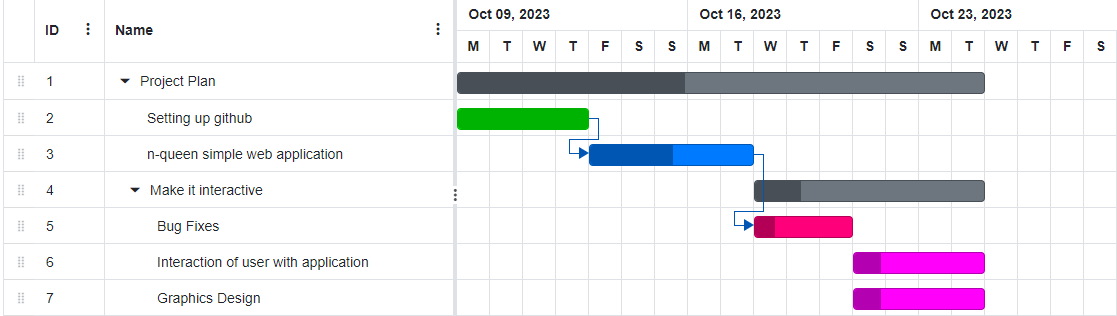 ID Name Oct 09, 2023 Oct 16, 2023 Oct 23, 2023
M T W T F S S M T W T F S S M T W T F S
1 Project Plan
2 Setting up github
3 n-queen simple web application
4 Make it interactive
5 Bug Fixes
6 Interaction of user with application
7 Graphics Design